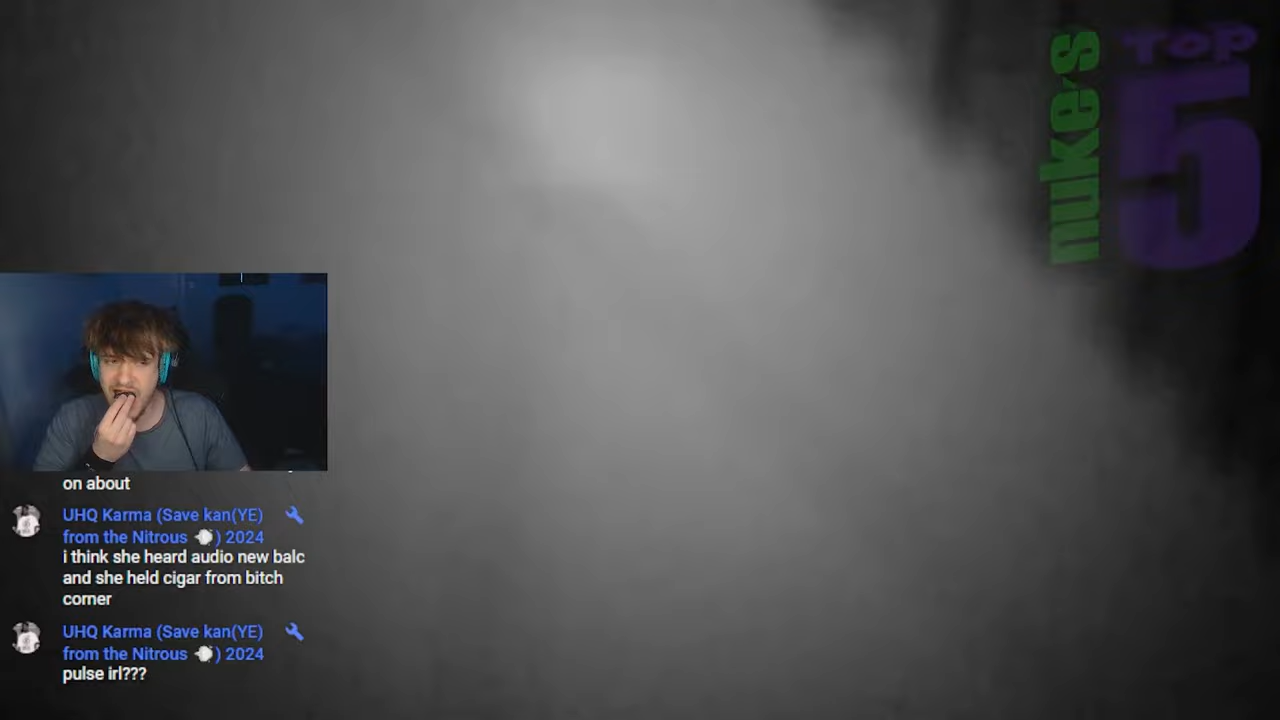 nuke's
TOP
5
on about
UHQ Karma (Save kan(YE)
from the Nitrous ) 2024
i think she heard audio new balc
and she held cigar from bitch
corner
UHQ Karma (Save kan(YE)
from the Nitrous ) 2024
pulse irl???